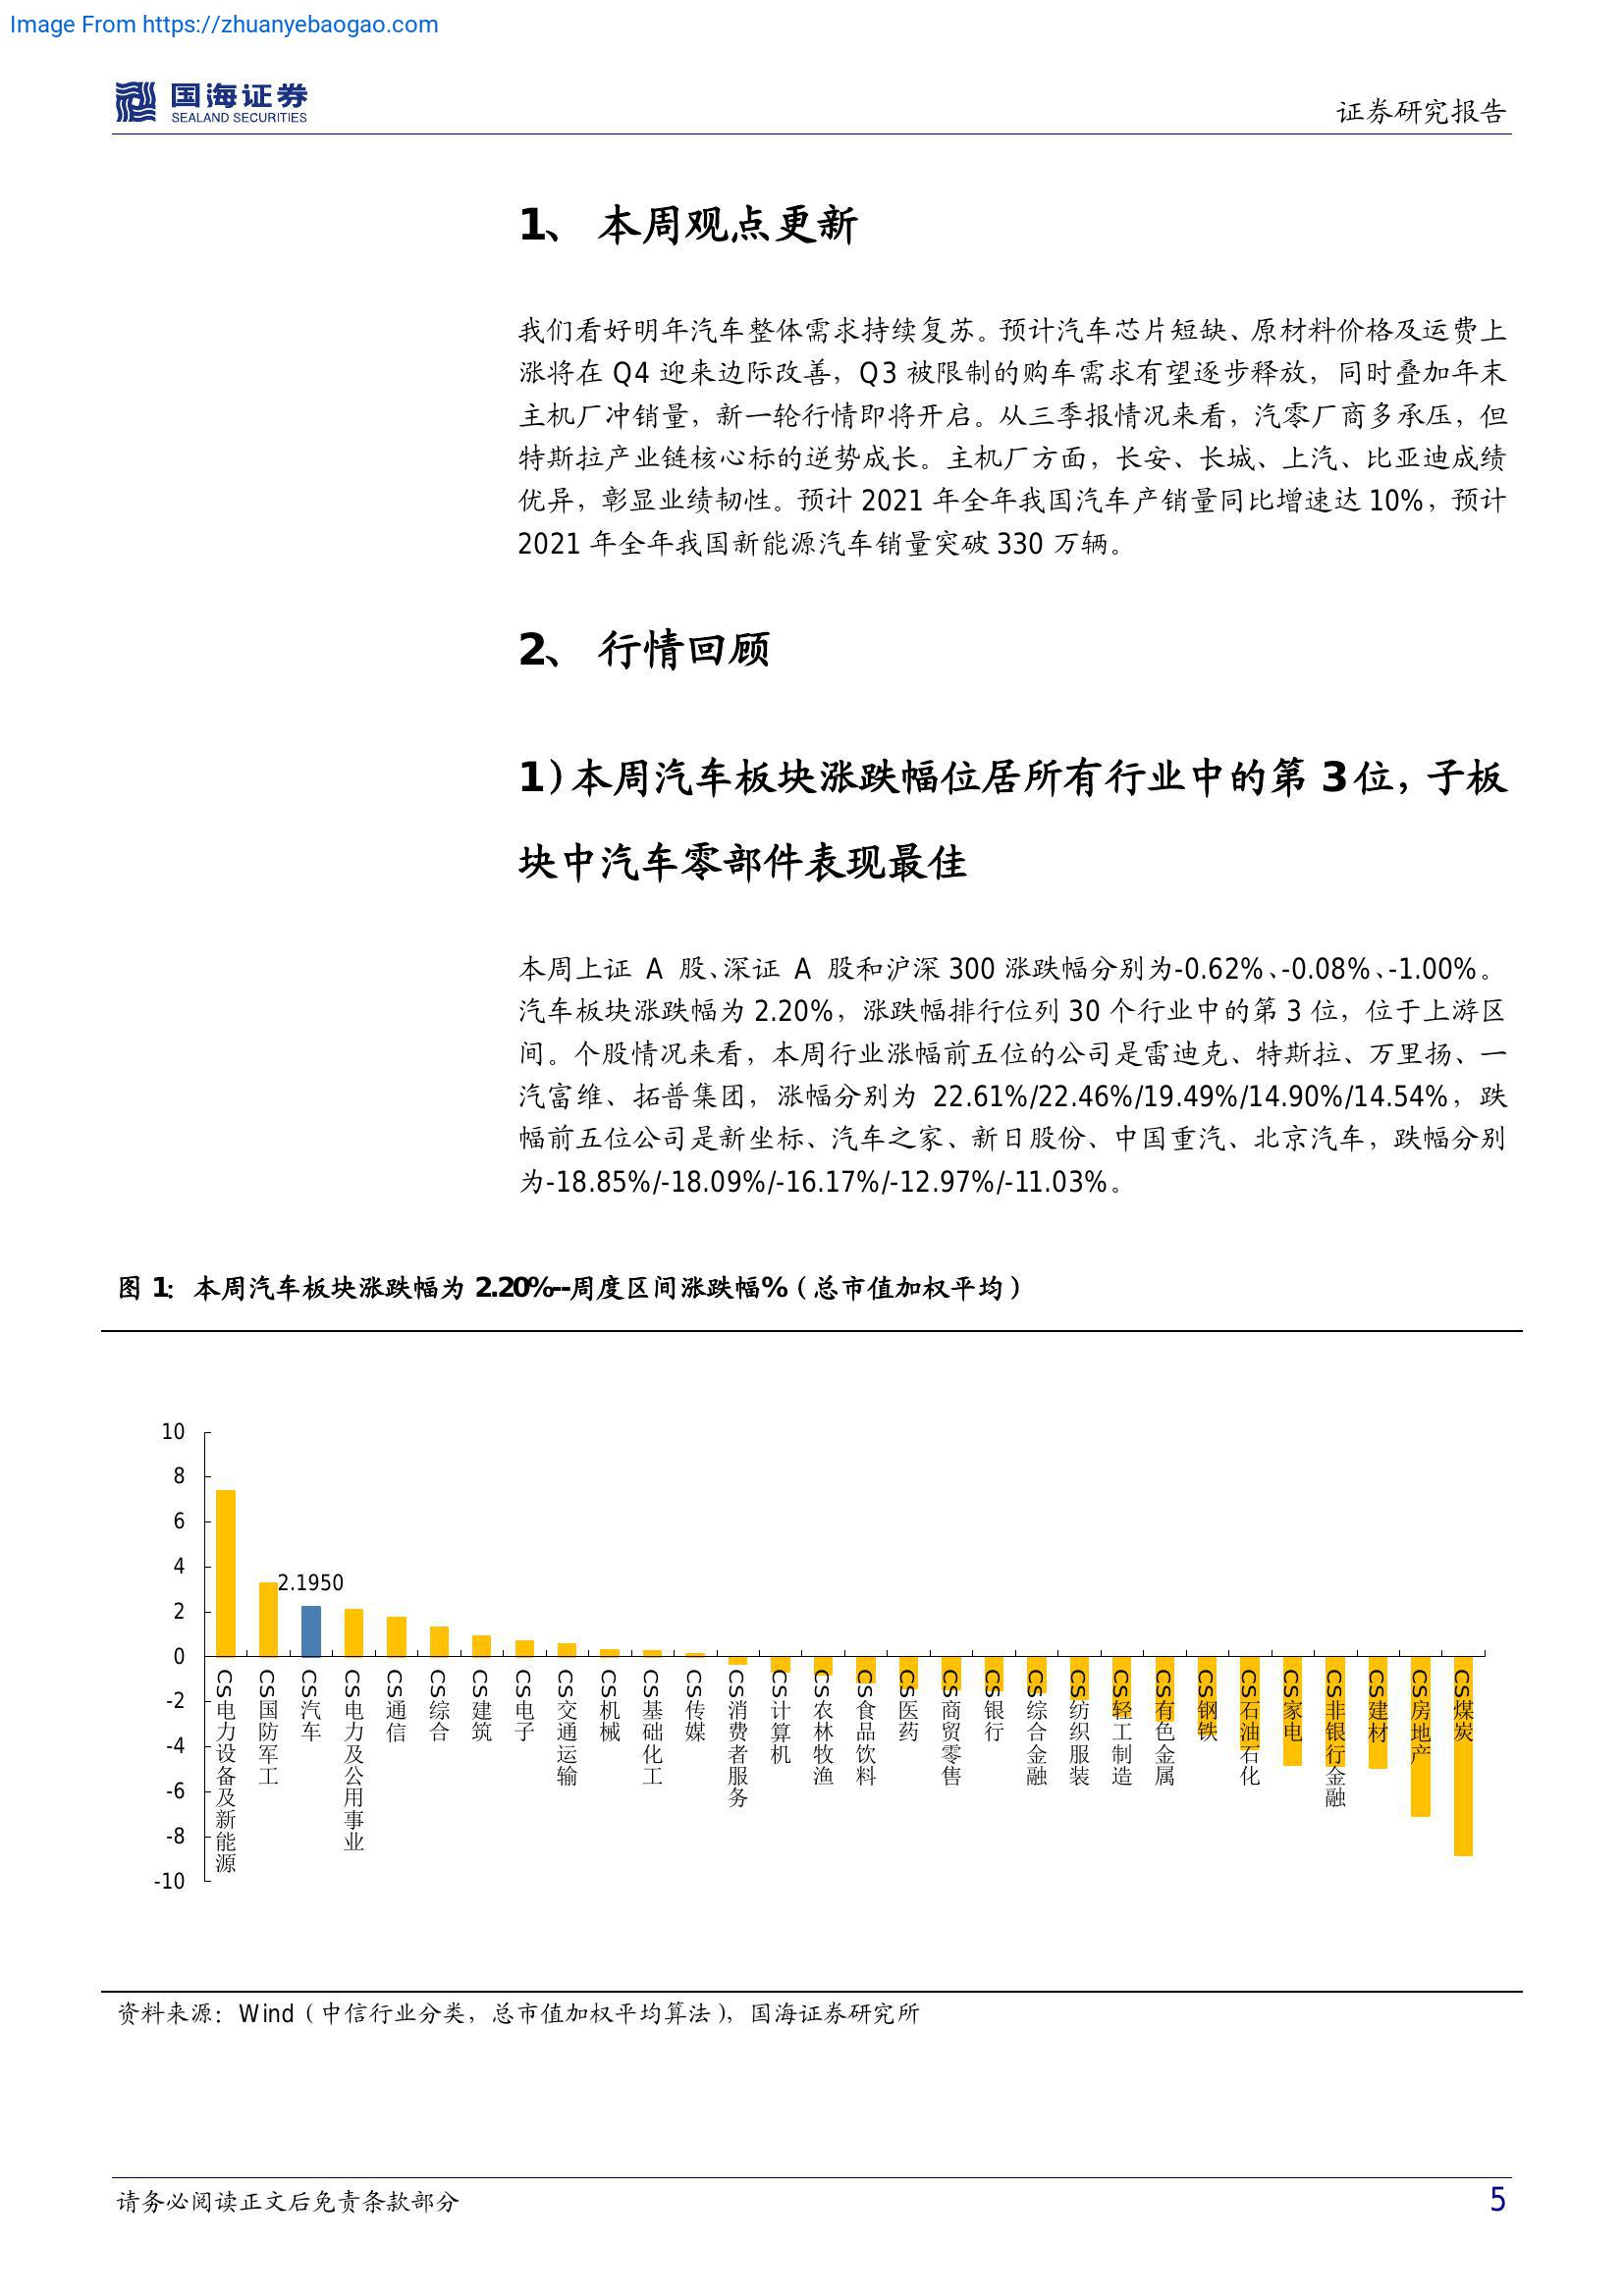 Image From https://zhuanyebaogao.com
国海证券
SEALAND SECURITIES
证券研究报告
1、 本周观点更新
我们看好明年汽车整体需求持续复苏。预计汽车芯片短缺、原材料价格及运费上
涨将在 Q4 迎来边际改善，Q3 被限制的购车需求有望逐步释放，同时叠加年末
主机厂冲销量，新一轮行情即将开启。从三季报情况来看，汽零厂商多承压，但
特斯拉产业链核心标的逆势成长。主机厂方面，长安、长城、上汽、比亚迪成绩
优异，彰显业绩韧性。预计 2021 年全年我国汽车产销量同比增速达 10%，预计
2021 年全年我国新能源汽车销量突破 330 万辆。
2、 行情回顾
1）本周汽车板块涨跌幅位居所有行业中的第 3 位，子板
块中汽车零部件表现最佳
本周上证 A 股、深证 A 股和沪深 300 涨跌幅分别为-0.62%、-0.08%、-1.00%。
汽车板块涨跌幅为 2.20%，涨跌幅排行位列 30 个行业中的第 3 位，位于上游区
间。个股情况来看，本周行业涨幅前五位的公司是雷迪克、特斯拉、万里扬、一
汽富维、拓普集团，涨幅分别为 22.61%/22.46%/19.49%/14.90%/14.54%，跌
幅前五位公司是新坐标、汽车之家、新日股份、中国重汽、北京汽车，跌幅分别
为-18.85%/-18.09%/-16.17%/-12.97%/-11.03%。
图 1：本周汽车板块涨跌幅为 2.20%--周度区间涨跌幅%（总市值加权平均）
10
8
6
4
2
0
-2
-4
-6
-8
-10
2.1950
CS电力设备及新能源
CS国防军工
CS汽车
CS电力及公用事业
CS通信
CS综合
CS建筑
CS电子
CS交通运输
CS机械
CS基础化工
CS传媒
CS消费者服务
CS计算机
CS农林牧渔
CS食品饮料
CS医药
CS商贸零售
CS银行
CS综合金融
CS纺织服装
CS轻工制造
CS有色金属
CS钢铁
CS石油石化
CS家电
CS非银行金融
CS建材
CS房地产
CS煤炭
资料来源：Wind（中信行业分类，总市值加权平均算法），国海证券研究所
请务必阅读正文后免责条款部分
5